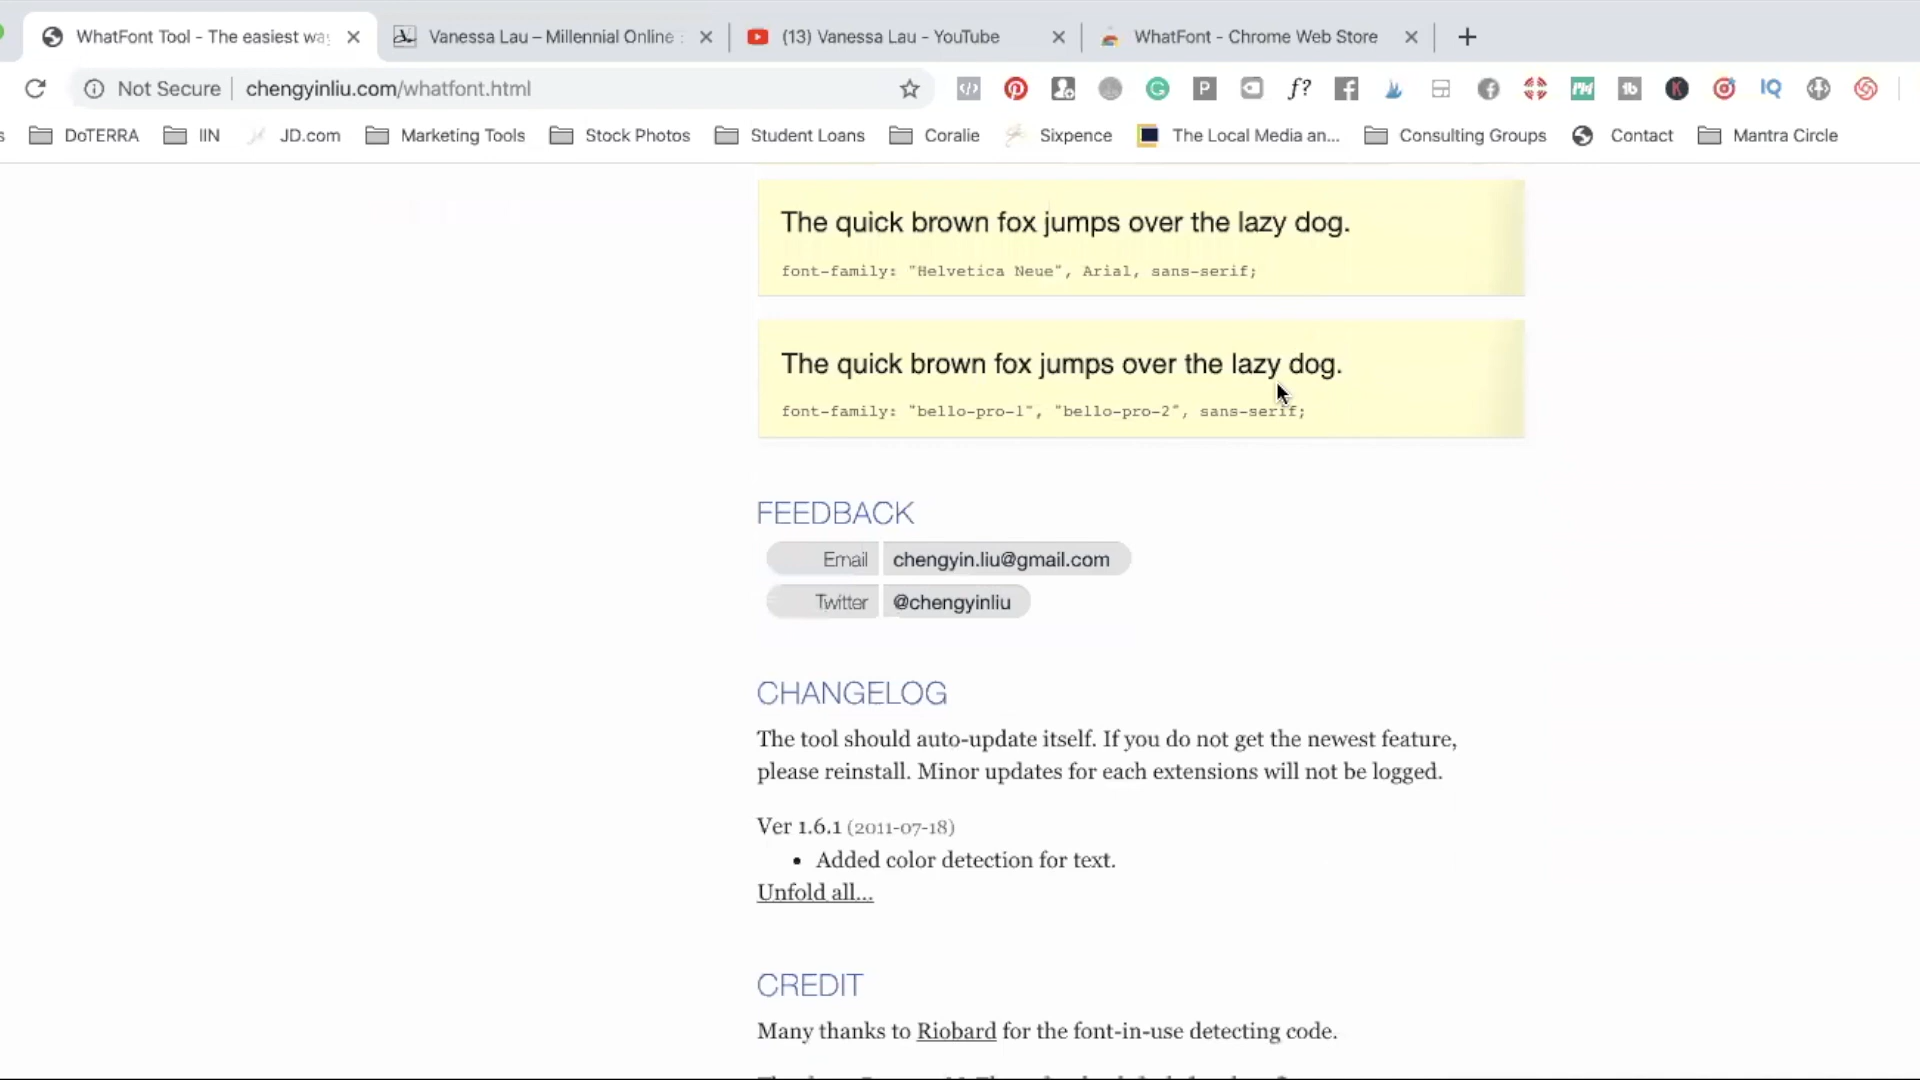 WhatFont Tool - The easiest wa
Vanessa Lau – Millennial Online
(13) Vanessa Lau - YouTube
WhatFont - Chrome Web Store
Not Secure
chengyinliu.com/whatfont.html
f?
P
IQ
DoTERRA
IIN
JD.com
Marketing Tools
Stock Photos
Student Loans
Coralie
Sixpence
The Local Media an...
Consulting Groups
Contact
Mantra Circle
The quick brown fox jumps over the lazy dog.
font-family: "Helvetica Neue", Arial, sans-serif;
The quick brown fox jumps over the lazy dog.
font-family: "bello-pro-1", "bello-pro-2", sans-serif;
FEEDBACK
Email chengyin.liu@gmail.com
Twitter @chengyinliu
CHANGELOG
The tool should auto-update itself. If you do not get the newest feature,
please reinstall. Minor updates for each extensions will not be logged.
Ver 1.6.1 (2011-07-18)
• Added color detection for text.
Unfold all...
CREDIT
Many thanks to Riobard for the font-in-use detecting code.